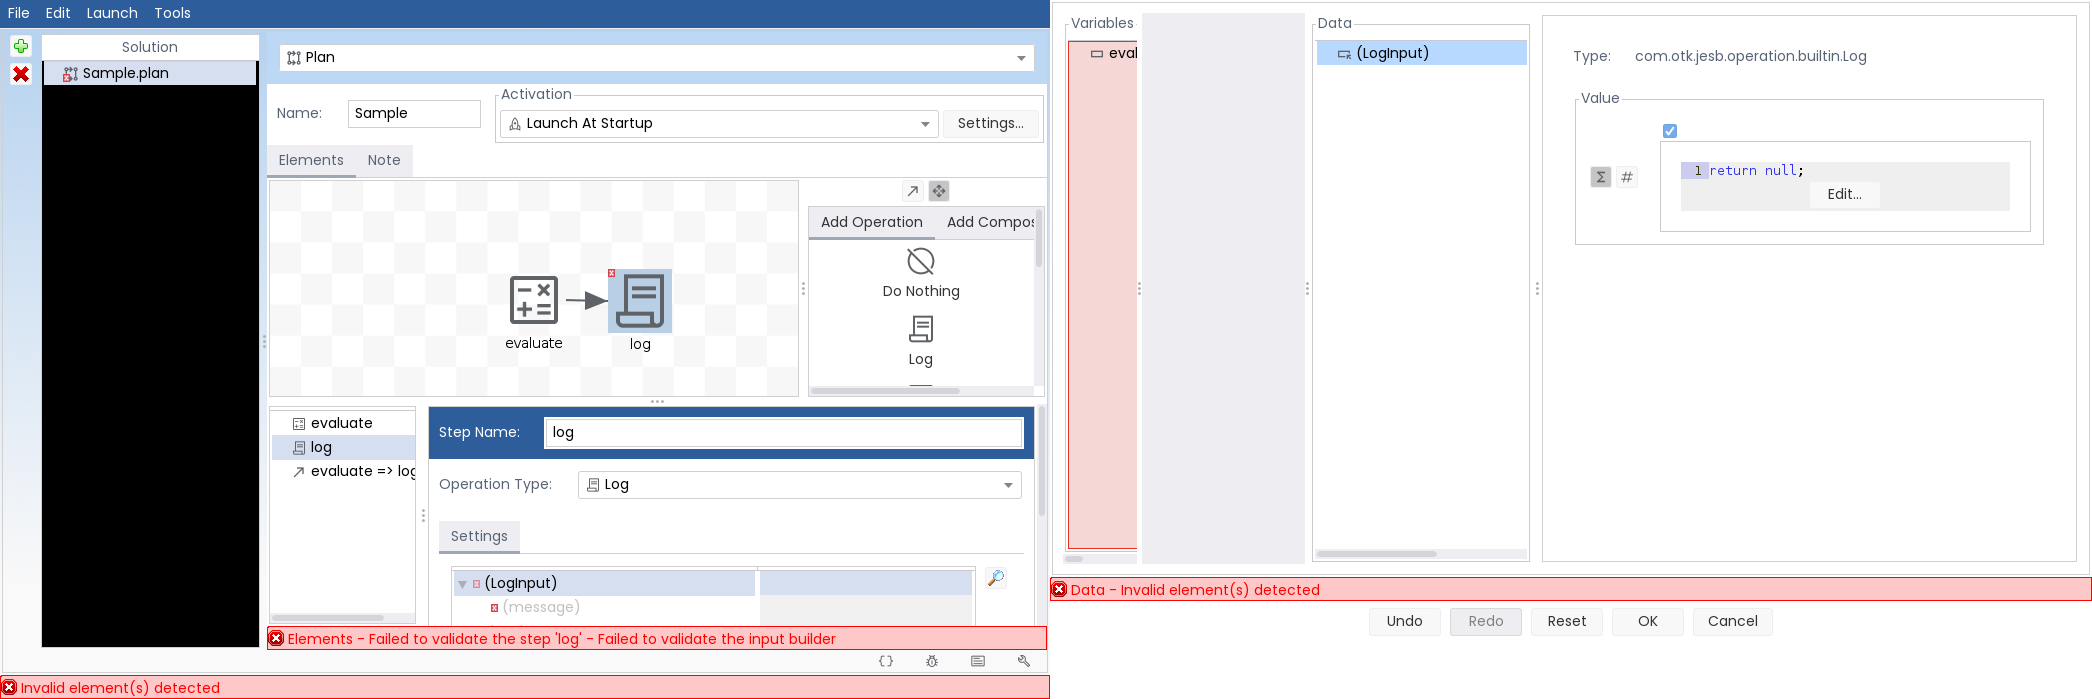 File Edit Launch Tools
Solution
Sample.plan
Plan
Name: Sample
Activation
Launch At Startup
Settings...
Elements Note
evaluate
log
Add Operation Add Compos
Do Nothing
Log
evaluate
log
evaluate => log
Step Name: log
Operation Type: Log
Settings
(LogInput)
(message)
Elements - Failed to validate the step 'log' - Failed to validate the input builder
Invalid element(s) detected
Variables
eval
Data
(LogInput)
Type: com.otk.jesb.operation.builtin.Log
Value
Σ #
1 return null;
Edit...
Data - Invalid element(s) detected
Undo Redo Reset OK Cancel